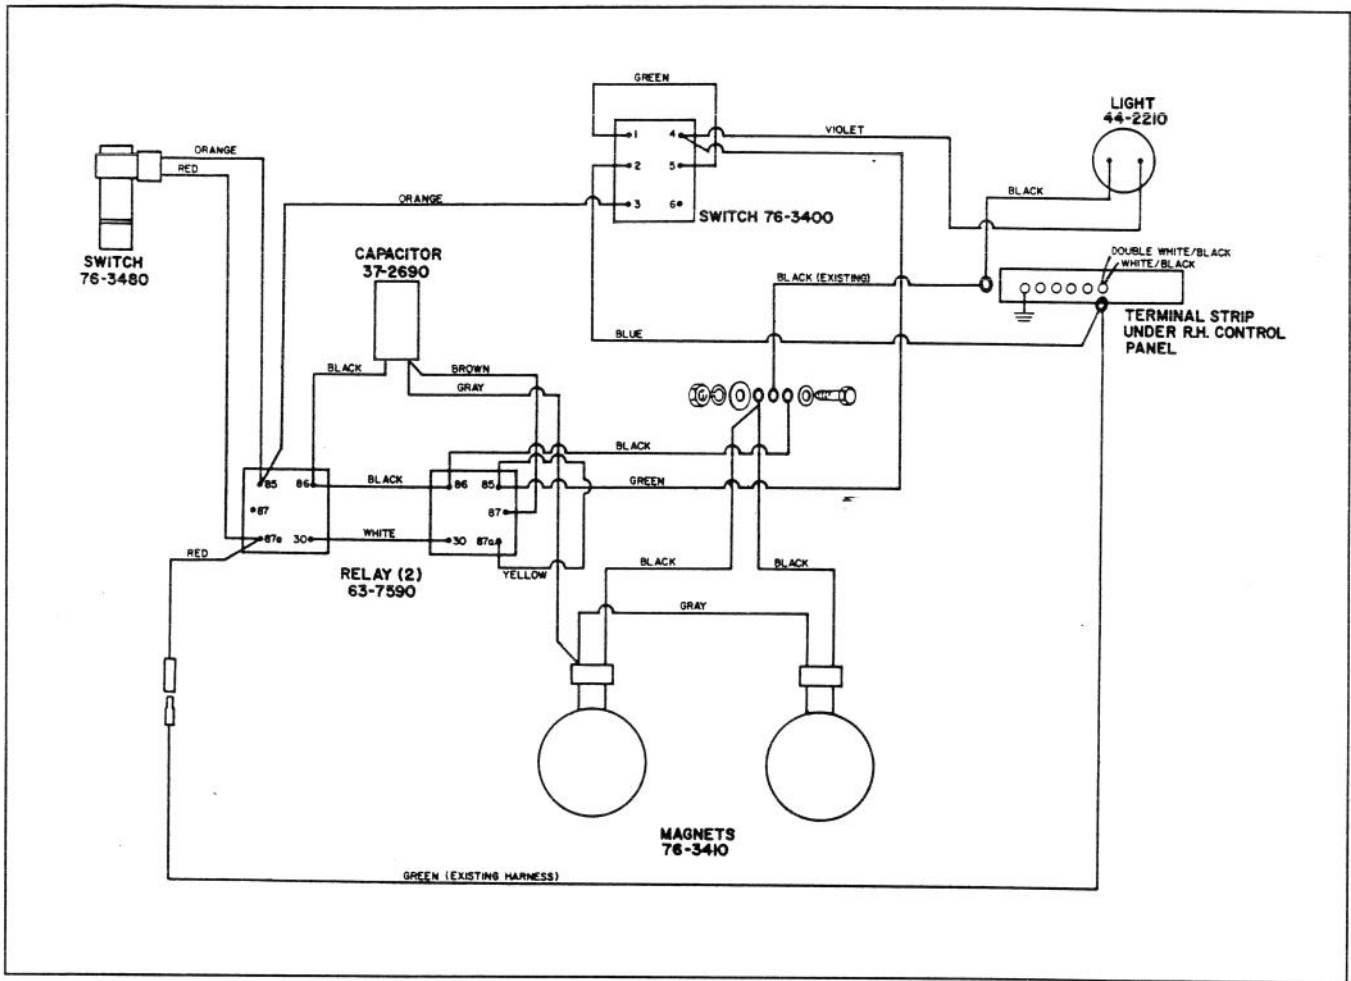 GREEN
LIGHT
44-2210
1
4
VIOLET
ORANGE
RED
2
5
BLACK
ORANGE
3
6
SWITCH 76-3400
SWITCH
76-3480
CAPACITOR
37-2690
BLACK (EXISTING)
DOUBLE WHITE/BLACK
WHITE/BLACK
TERMINAL STRIP
UNDER R.H. CONTROL
PANEL
BLUE
BLACK
BROWN
GRAY
BLACK
85
86
BLACK
86
85
GREEN
87
87
87a
30
WHITE
30
87a
RED
YELLOW
BLACK
BLACK
RELAY (2)
63-7590
GRAY
MAGNETS
76-3410
GREEN (EXISTING HARNESS)